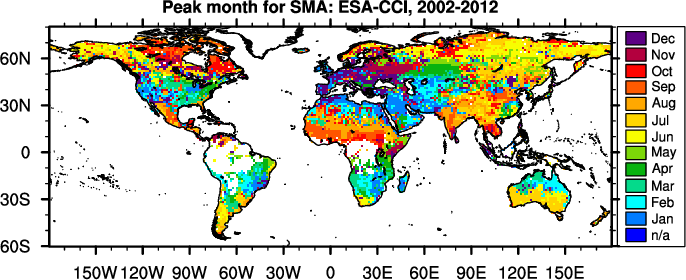 Peak month for SMA: ESA-CCI, 2002-2012
60N
30N
0
30S
60S
150W 120W 90W 60W 30W 0 30E 60E 90E 120E 150E
Dec
Nov
Oct
Sep
Aug
Jul
Jun
May
Apr
Mar
Feb
Jan
n/a